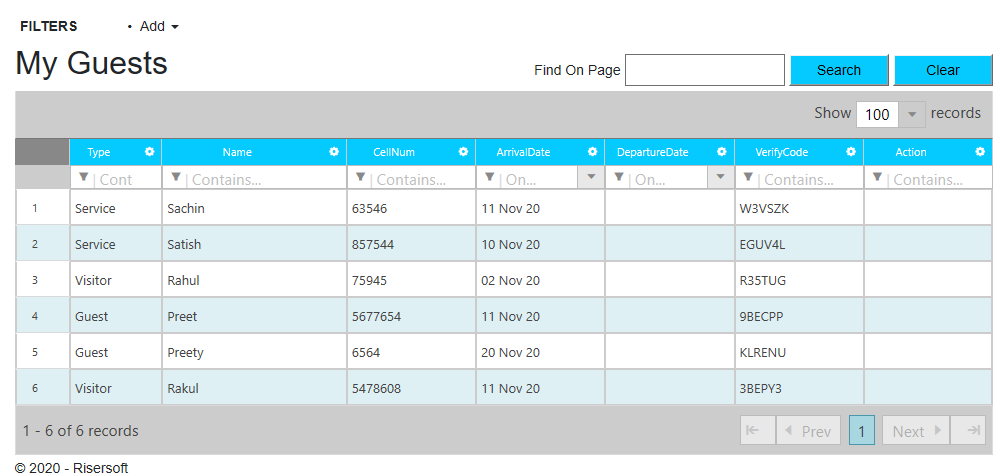 FILTERS • Add
My Guests
Find On Page Search Clear
Show 100 records
Type Name CellNum ArrivalDate DepartureDate VerifyCode Action
Cont Contains... Contains... On... On... Contains... Contains...
1 Service Sachin 63546 11 Nov 20 W3VSZK
2 Service Satish 857544 10 Nov 20 EGUV4L
3 Visitor Rahul 75945 02 Nov 20 R35TUG
4 Guest Preet 5677654 11 Nov 20 9BECPP
5 Guest Preety 6564 20 Nov 20 KLRENU
6 Visitor Rakul 5478608 11 Nov 20 3BEPY3
1 - 6 of 6 records Prev 1 Next
© 2020 - Risersoft